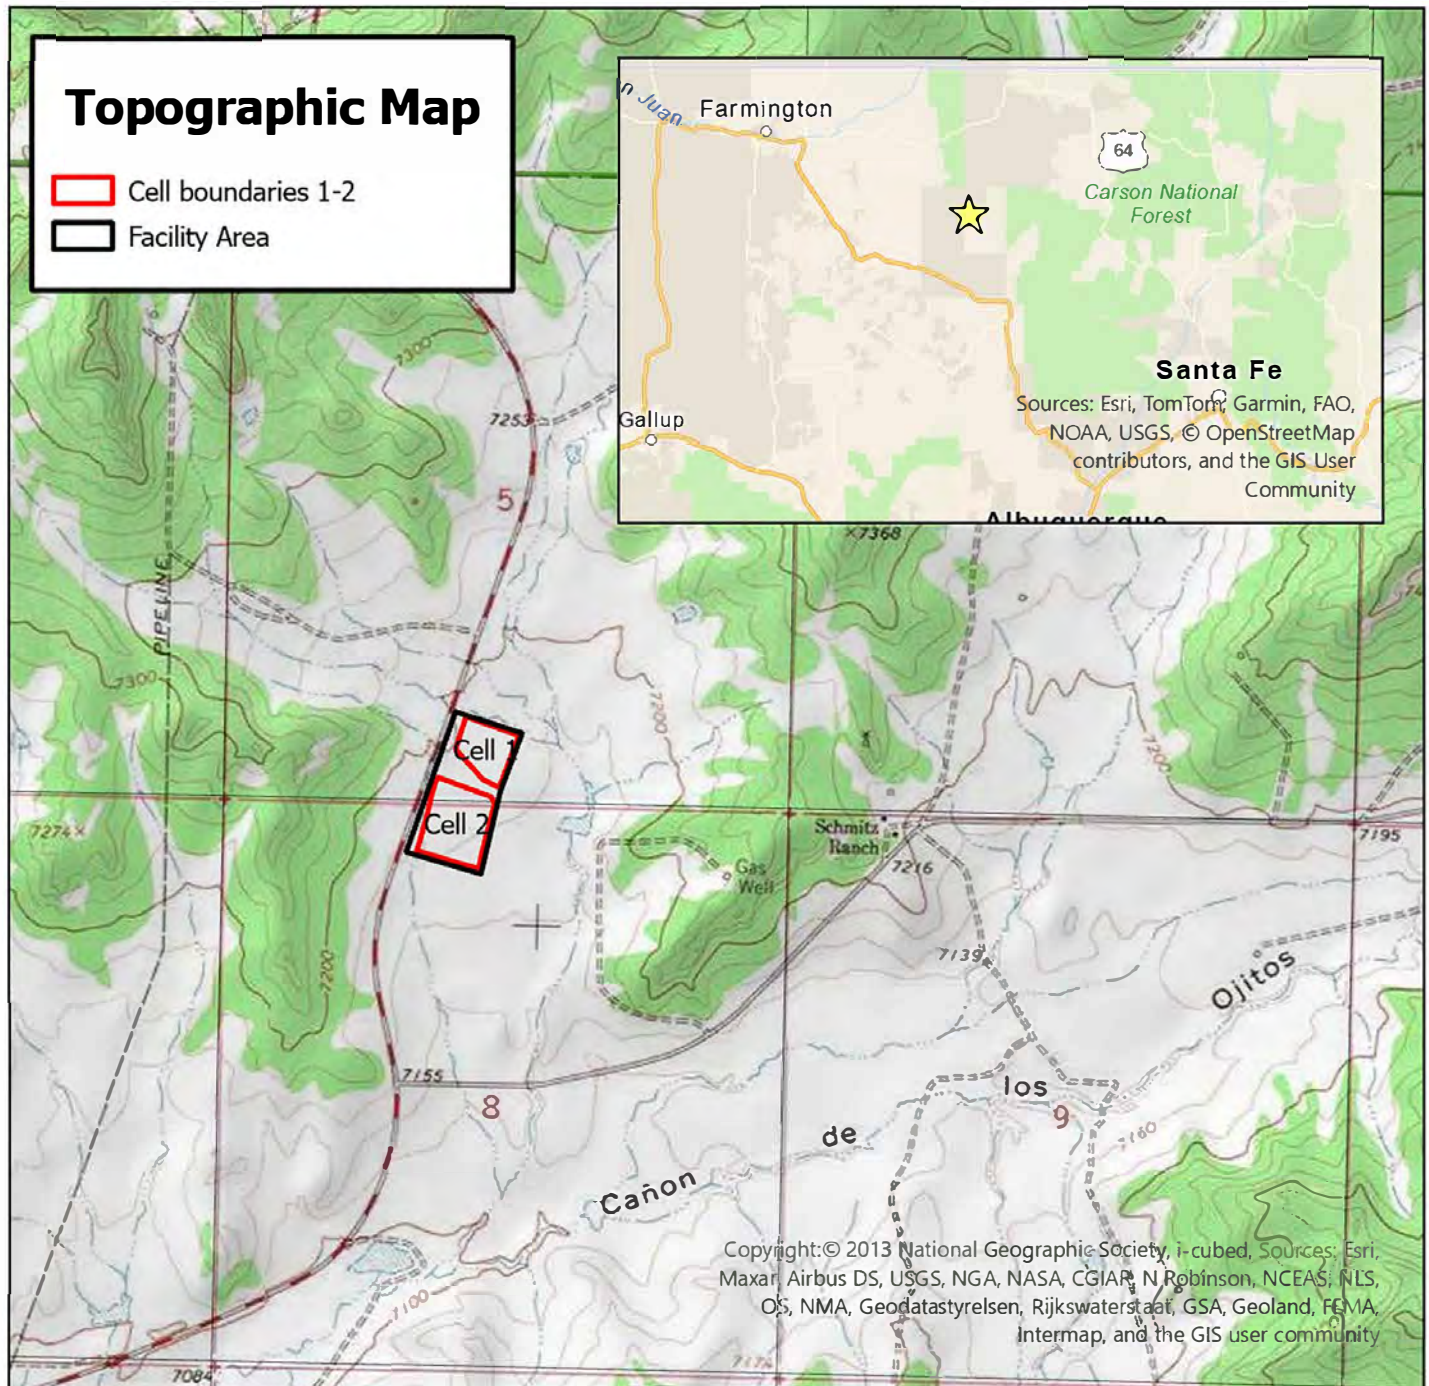 Topographic Map
Cell boundaries 1-2
Facility Area
n Juan
Farmington
64
Carson National
Forest
Santa Fe
Gallup
Sources: Esri, TomTom, Garmin, FAO,
NOAA, USGS, © OpenStreetMap
contributors, and the GIS User
Community
Albuquerque
7300
7253
5
×7368
PIPELINE
7300
7200
7200
Cell 1
Cell 2
7274×
Schmitz
Ranch
7216
7195
Gas
Well
7139
7200
Ojitos
7155
8
los
9
de
7160
Cañon
7100
7084
Copyright:© 2013 National Geographic Society, i-cubed, Sources: Esri,
Maxar, Airbus DS, USGS, NGA, NASA, CGIAR, N Robinson, NCEAS, NLS,
OS, NMA, Geodatastyrelsen, Rijkswaterstaat, GSA, Geoland, FEMA,
Intermap, and the GIS user community